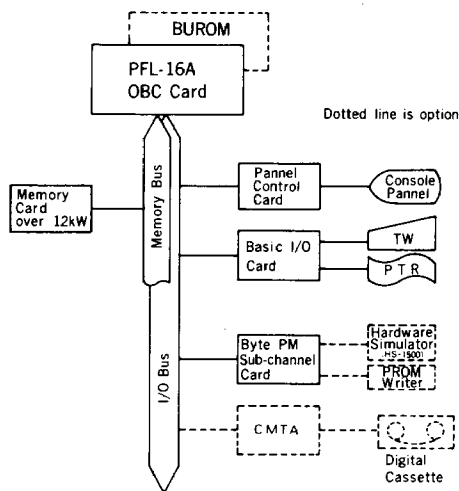 BUROM
PFL-16A
OBC Card
Dotted line is option
Memory Bus
I/O Bus
Memory
Card
over 12kW
Pannel
Control
Card
Console
Pannel
Basic I/O
Card
TW
PTR
Byte PM
Sub-channel
Card
Hardware
Simulator
(HS-1500)
PROM
Writer
CMTA
Digital
Cassette